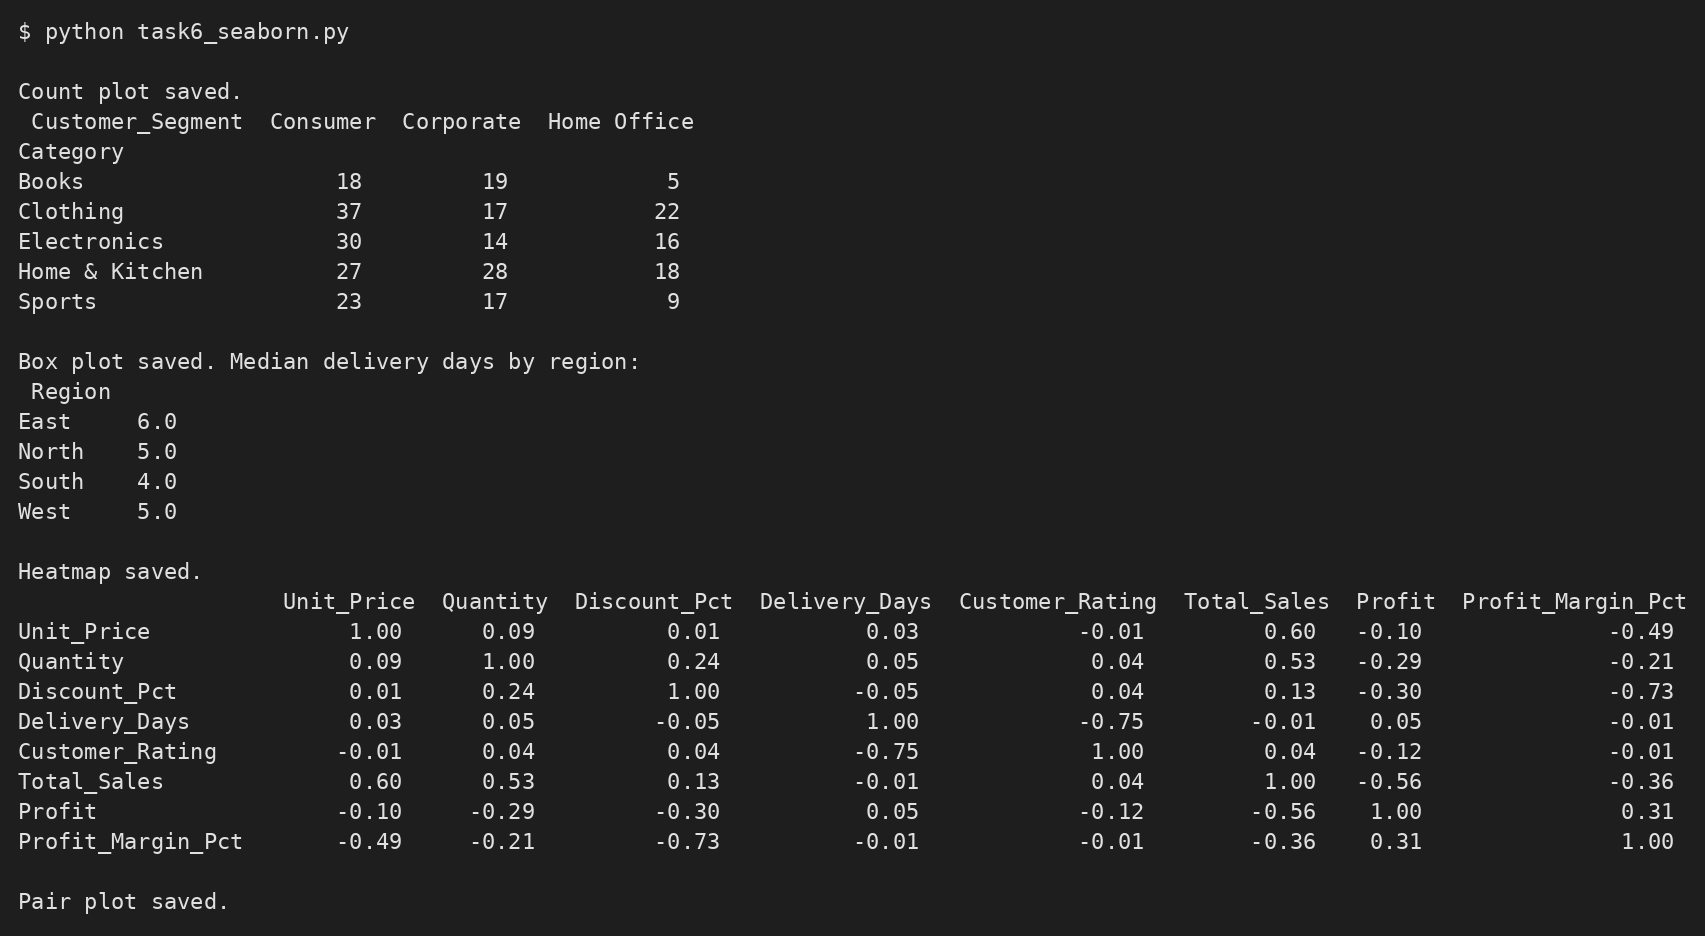 $ python task6_seaborn.py
Count plot saved.
 Customer_Segment  Consumer  Corporate  Home Office
Category
Books                   18         19            5
Clothing                37         17           22
Electronics             30         14           16
Home & Kitchen          27         28           18
Sports                  23         17            9
Box plot saved. Median delivery days by region:
 Region
East     6.0
North    5.0
South    4.0
West     5.0
Heatmap saved.
                    Unit_Price  Quantity  Discount_Pct  Delivery_Days  Customer_Rating  Total_Sales  Profit  Profit_Margin_Pct
Unit_Price               1.00      0.09          0.01           0.03            -0.01         0.60   -0.10              -0.49
Quantity                 0.09      1.00          0.24           0.05             0.04         0.53   -0.29              -0.21
Discount_Pct             0.01      0.24          1.00          -0.05             0.04         0.13   -0.30              -0.73
Delivery_Days            0.03      0.05         -0.05           1.00            -0.75        -0.01    0.05              -0.01
Customer_Rating         -0.01      0.04          0.04          -0.75             1.00         0.04   -0.12              -0.01
Total_Sales              0.60      0.53          0.13          -0.01             0.04         1.00   -0.56              -0.36
Profit                  -0.10     -0.29         -0.30           0.05            -0.12        -0.56    1.00               0.31
Profit_Margin_Pct       -0.49     -0.21         -0.73          -0.01            -0.01        -0.36    0.31               1.00
Pair plot saved.